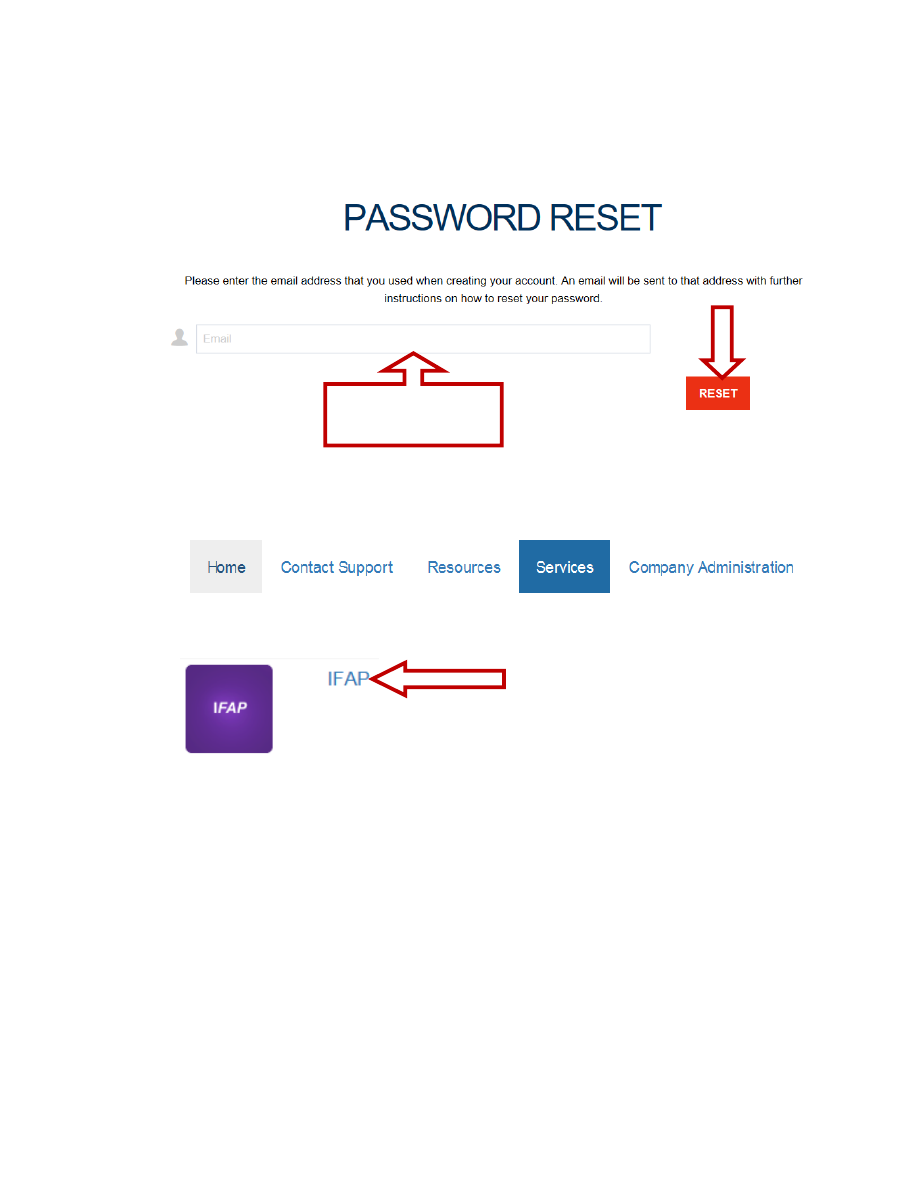 PASSWORD RESET
Please enter the email address that you used when creating your account. An email will be sent to that address with further
instructions on how to reset your password.
Email
RESET
Home Contact Support Resources Services Company Administration
IFAP IFAP